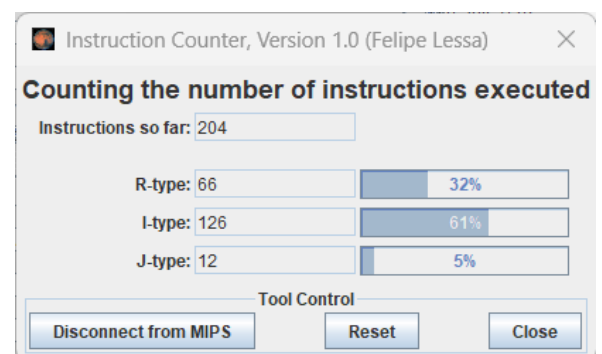 Instruction Counter, Version 1.0 (Felipe Lessa)
Counting the number of instructions executed
Instructions so far: 204
R-type: 66 32%
I-type: 126 61%
J-type: 12 5%
Tool Control
Disconnect from MIPS Reset Close